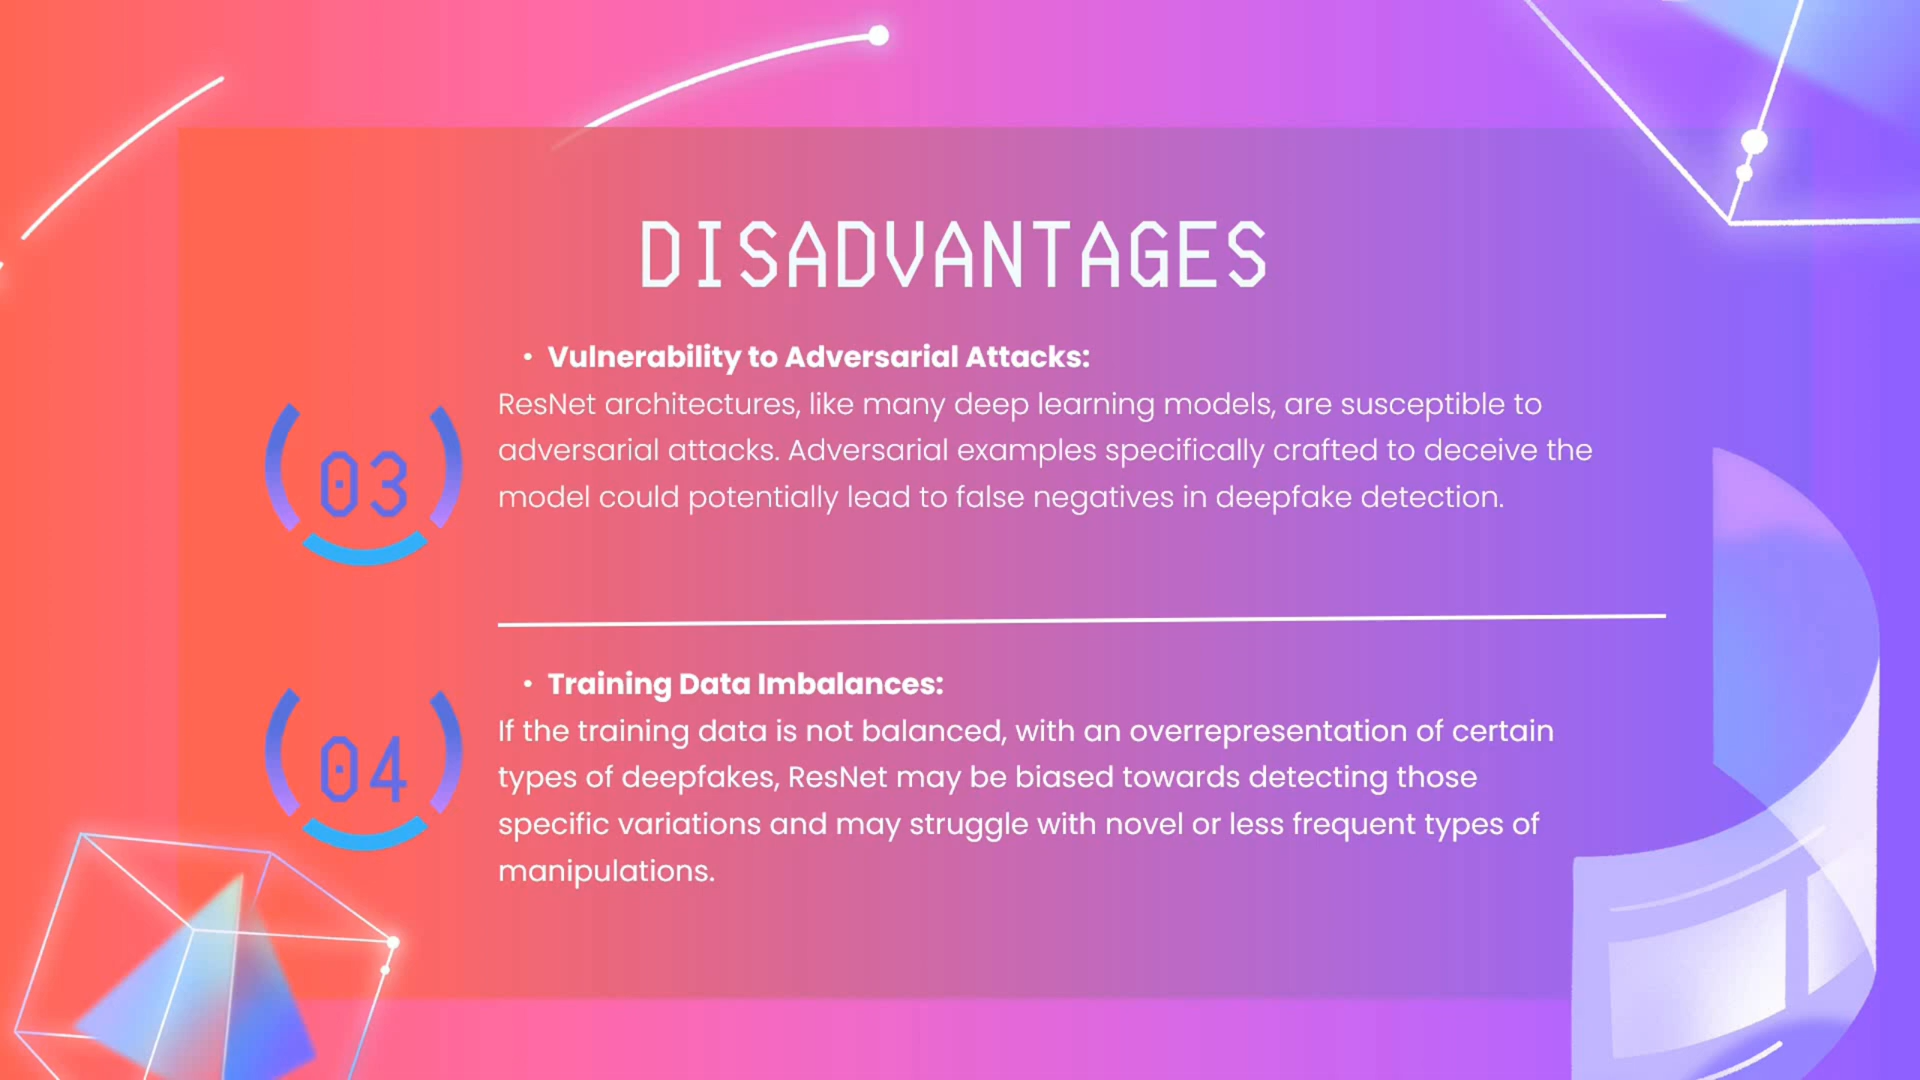 DISADVANTAGES
• Vulnerability to Adversarial Attacks:
ResNet architectures, like many deep learning models, are susceptible to
adversarial attacks. Adversarial examples specifically crafted to deceive the
model could potentially lead to false negatives in deepfake detection.
03
• Training Data Imbalances:
If the training data is not balanced, with an overrepresentation of certain
types of deepfakes, ResNet may be biased towards detecting those
specific variations and may struggle with novel or less frequent types of
manipulations.
04